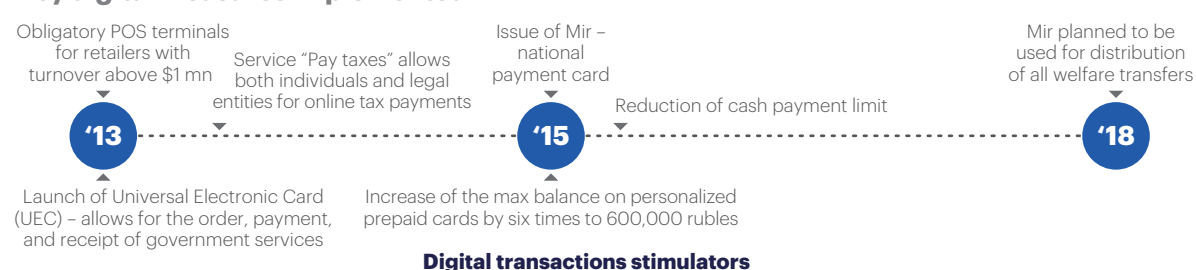 Obligatory POS terminals
for retailers with
turnover above $1 mn
Service “Pay taxes” allows
both individuals and legal
entities for online tax payments
Issue of Mir –
national
payment card
Reduction of cash payment limit
Mir planned to be
used for distribution
of all welfare transfers
‘13
‘15
‘18
Launch of Universal Electronic Card
(UEC) – allows for the order, payment,
and receipt of government services
Increase of the max balance on personalized
prepaid cards by six times to 600,000 rubles
Digital transactions stimulators